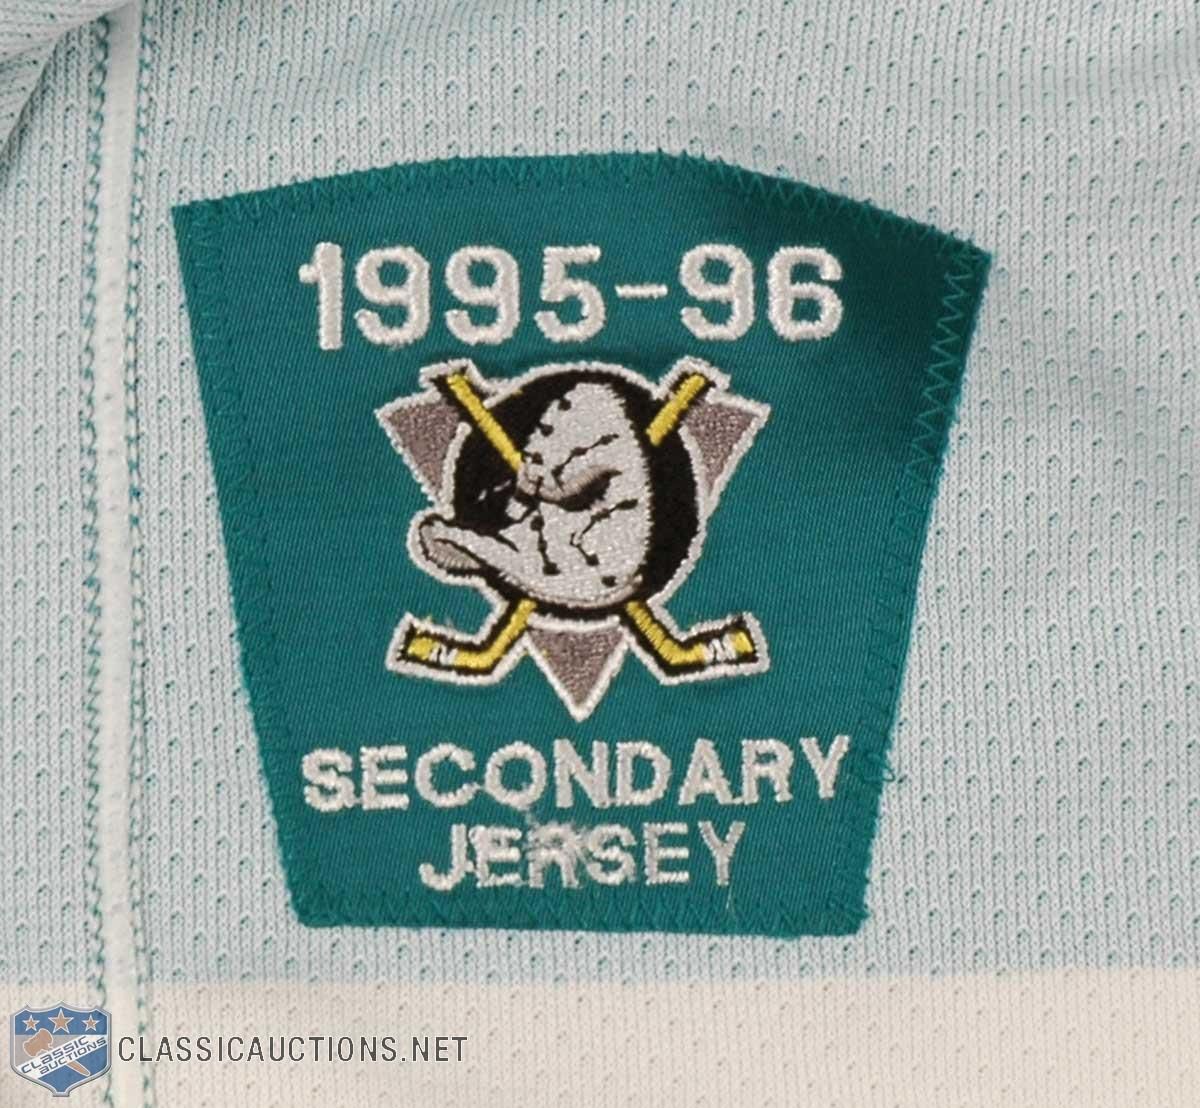 1995-96
SECONDARY
JERSEY
CLASSIC
AUCTIONS
CLASSICAUCTIONS.NET